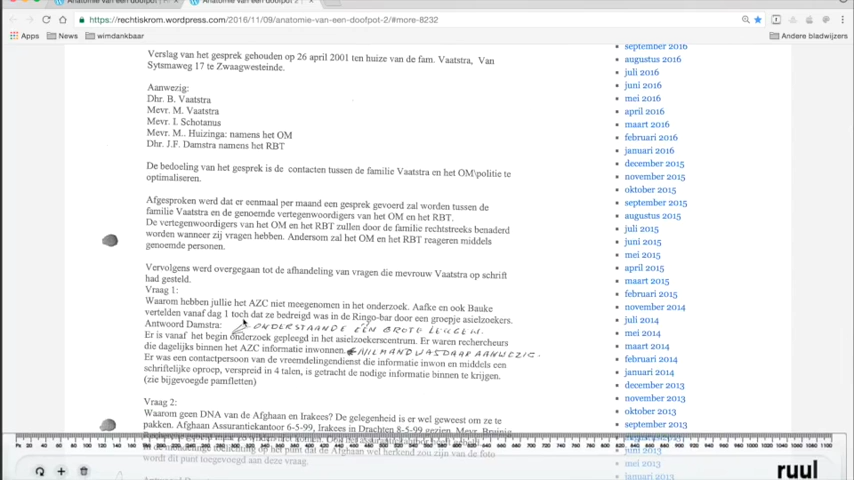 Anatomie van een doofpot | R
Anatomie van een doofpot 2 |
https://rechtiskrom.wordpress.com/2016/11/09/anatomie-van-een-doofpot-2/#more-8232
Apps
News
wimdankbaar
Andere bladwijzers
Verslag van het gesprek gehouden op 26 april 2001 ten huize van de fam. Vaatstra, Van
Sytsmaweg 17 te Zwaagwesteinde.
Aanwezig:
Dhr. B. Vaatstra
Mevr. M. Vaatstra
Mevr. I. Schotanus
Mevr. M.. Huizinga: namens het OM
Dhr. J.F. Damstra namens het RBT
De bedoeling van het gesprek is de contacten tussen de familie Vaatstra en het OM\politie te
optimaliseren.
Afgesproken werd dat er eenmaal per maand een gesprek gevoerd zal worden tussen de
familie Vaatstra en de genoemde vertegenwoordigers van het OM en het RBT.
De vertegenwoordigers van het OM en het RBT zullen door de familie rechtstreeks benaderd
worden wanneer zij vragen hebben. Andersom zal het OM en het RBT reageren middels
genoemde personen.
Vervolgens werd overgegaan tot de afhandeling van vragen die mevrouw Vaatstra op schrift
had gesteld.
Vraag 1:
Waarom hebben jullie het AZC niet meegenomen in het onderzoek. Aafke en ook Bauke
vertelden vanaf dag 1 toch dat ze bedreigd was in de Ringo-bar door een groepje asielzoekers.
Antwoord Damstra: ONDERSTAANDE EEN GROTE LEUGEN.
Er is vanaf het begin onderzoek gepleegd in het asielzoekerscentrum. Er waren rechercheurs
die dagelijks binnen het AZC informatie inwonnen. NIEMAND WAS DAAR AANWEZIG.
Er was een contactpersoon van de vreemdelingendienst die informatie inwon en middels een
schriftelijke oproep, verspreid in 4 talen, is getracht de nodige informatie binnen te krijgen.
(zie bijgevoegde pamfletten)
Vraag 2:
Waarom geen DNA van de Afghaan en Irakees? De gelegenheid is er wel geweest om ze te
pakken. Afghaan Assurantiekantoor 6-5-99, Irakees in Drachten 8-5-99 gezien. Mevr.
wordt dit punt toegevoegd aan deze vraag.
september 2016
augustus 2016
juli 2016
juni 2016
mei 2016
april 2016
maart 2016
februari 2016
januari 2016
december 2015
november 2015
oktober 2015
september 2015
augustus 2015
juli 2015
juni 2015
mei 2015
april 2015
maart 2015
februari 2015
november 2014
oktober 2014
juli 2014
mei 2014
maart 2014
februari 2014
januari 2014
december 2013
november 2013
oktober 2013
september 2013
juni 2013
mei 2013
januari 2013
ruul